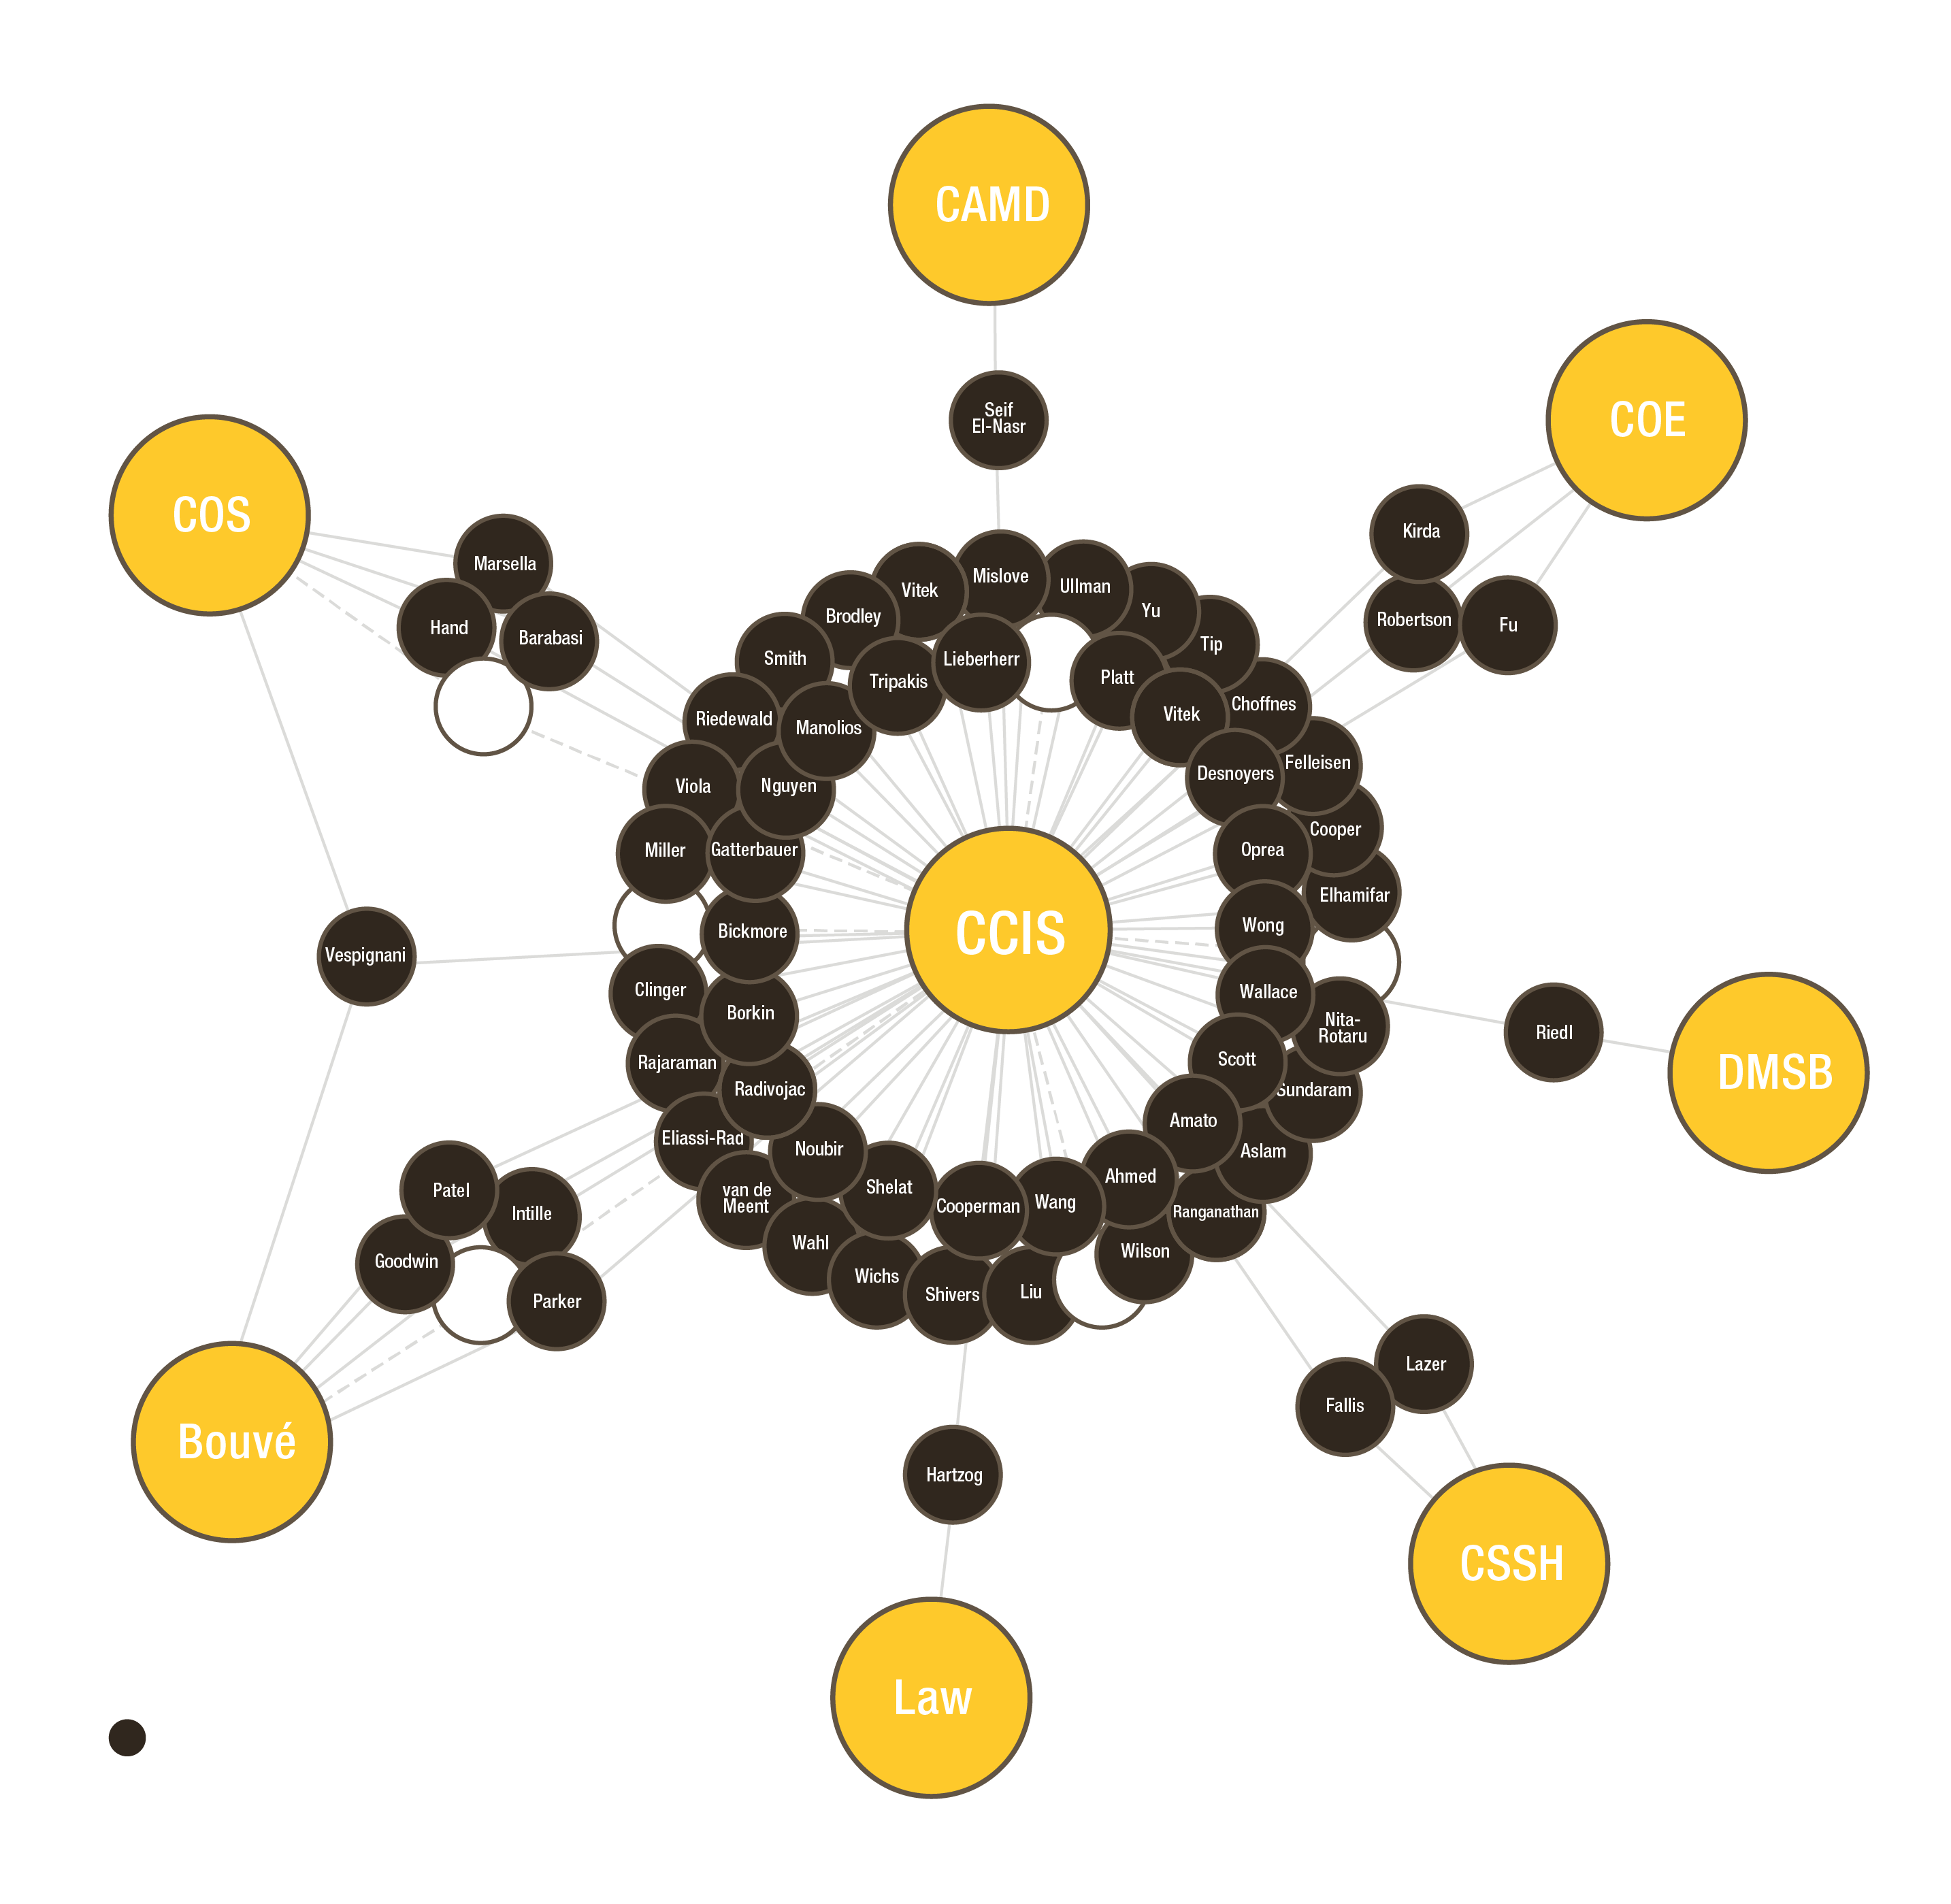 CAMD
Seif
El-Nasr
COE
Kirda
COS
Marsella
Mislove
Ullman
Vitek
Yu
Brodley
Robertson
Fu
Hand
Barabasi
Tip
Smith
Lieberherr
Platt
Tripakis
Choffnes
Vitek
Riedewald
Manolios
Felleisen
Desnoyers
Viola
Nguyen
Cooper
Miller
Gatterbauer
Oprea
Elhamifar
Wong
Bickmore
CCIS
Vespignani
Clinger
Wallace
Borkin
Nita-
Rotaru
Riedl
Scott
Rajaraman
DMSB
Radivojac
Sundaram
Amato
Eliassi-Rad
Noubir
Aslam
Ahmed
Shelat
Patel
van de
Meent
Wang
Cooperman
Intille
Ranganathan
Wahl
Wilson
Goodwin
Wichs
Shivers
Liu
Parker
Lazer
Fallis
Bouvé
Hartzog
CSSH
Law